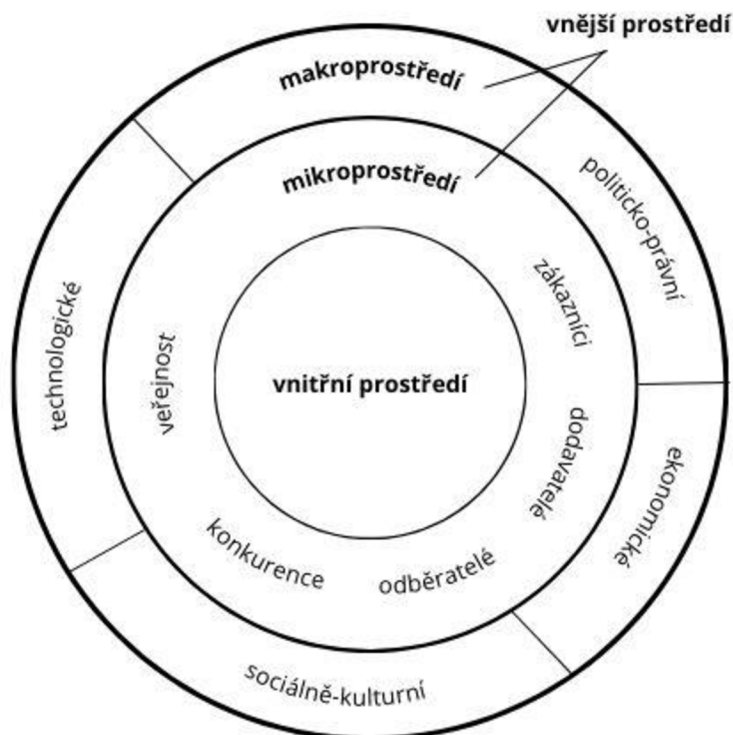 vnější prostředí
makroprostředí
mikroprostředí
politicko-právní
zákazníci
technologické
veřejnost
vnitřní prostředí
dodavatelé
ekonomické
konkurence
odběratelé
sociálně-kulturní